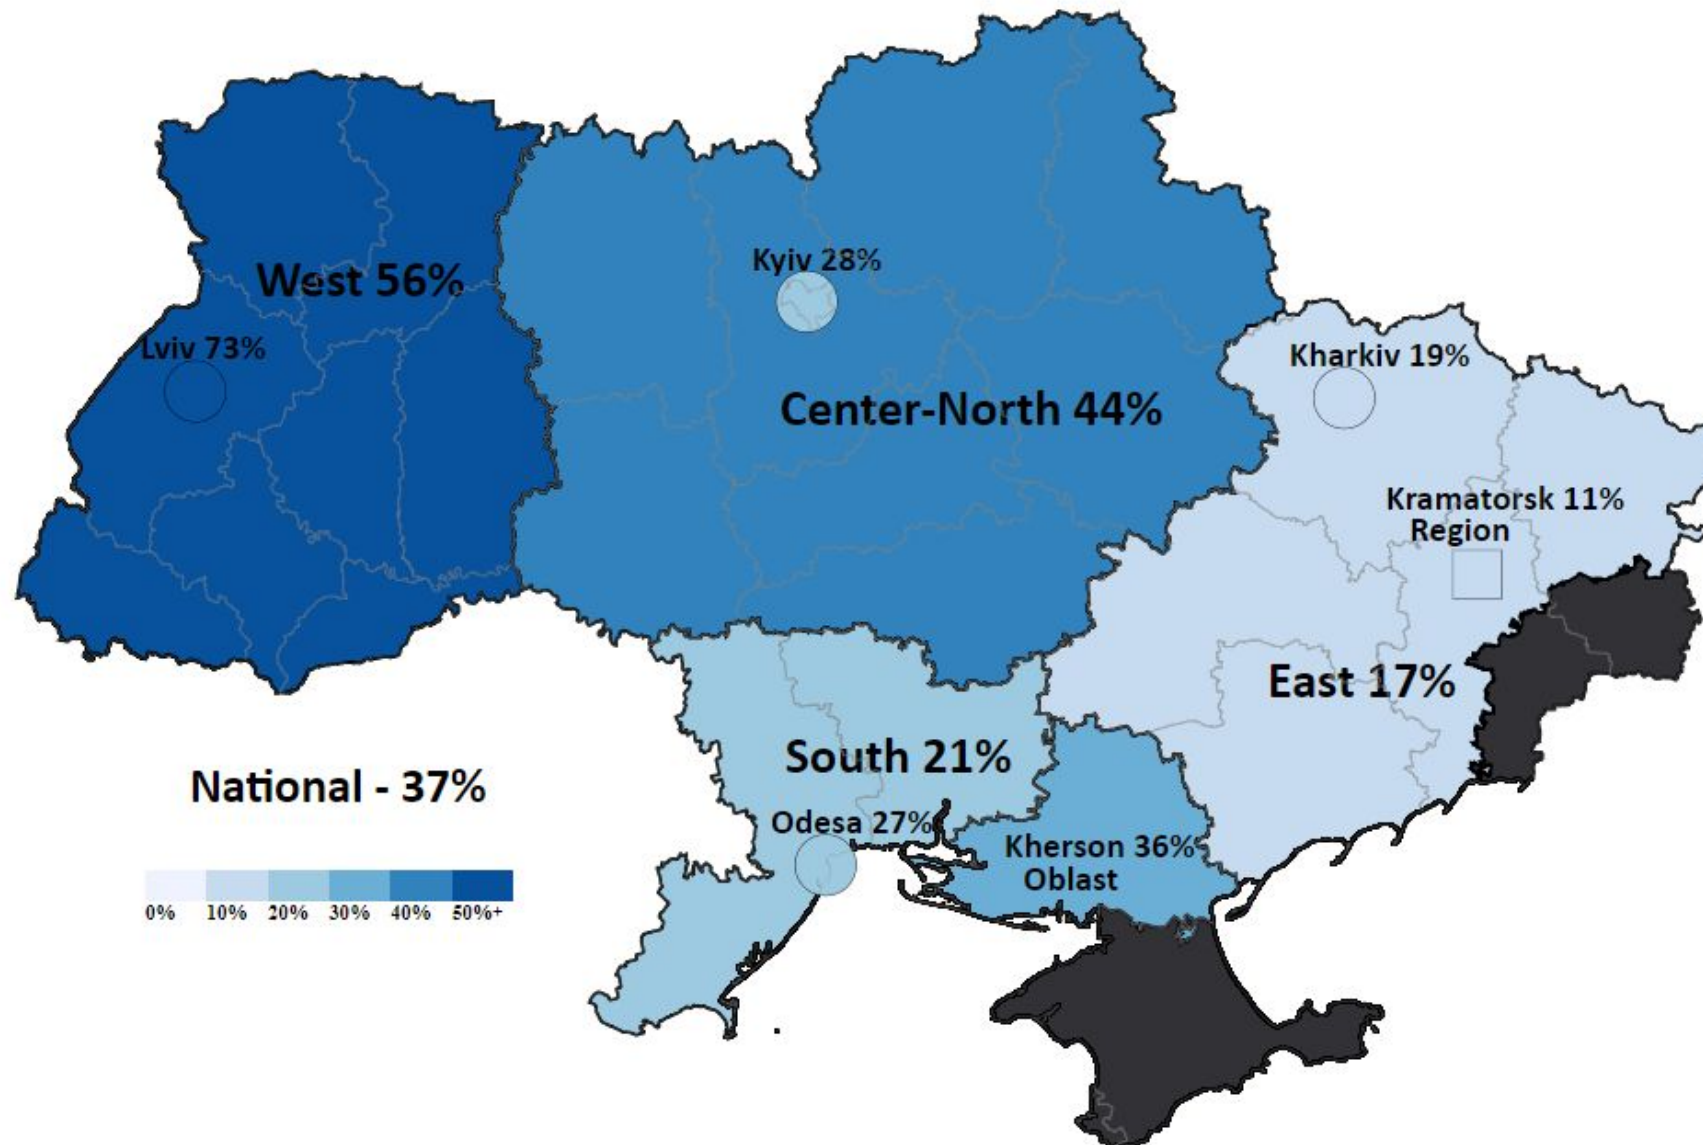 Kyiv 28%
West 56%
Lviv 73%
Kharkiv 19%
Center-North 44%
Kramatorsk 11%
Region
East 17%
South 21%
National - 37%
Odesa 27%
Kherson 36%
Oblast
0% 10% 20% 30% 40% 50%+